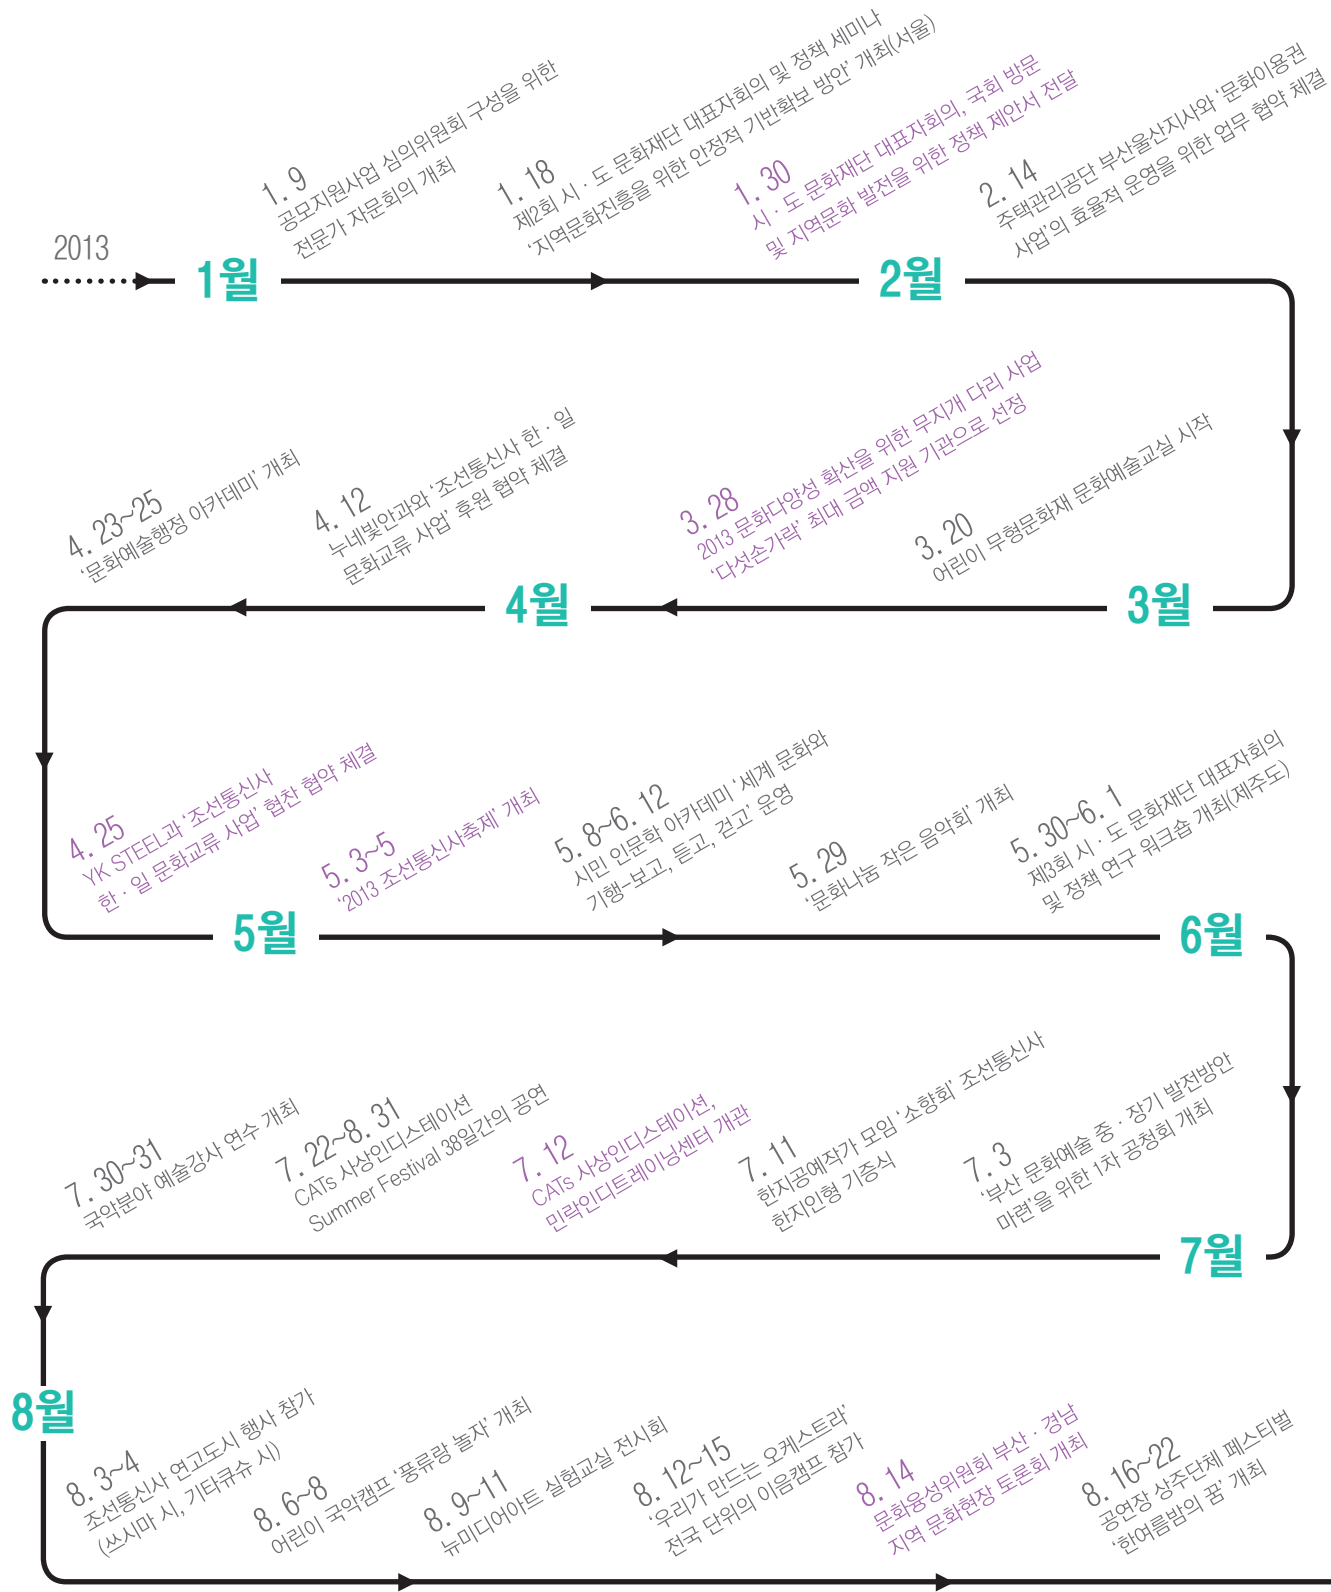 2013
1월
1. 9
공모지원사업 심의위원회 구성을 위한
전문가 자문회의 개최
1. 18
제2회 시 · 도 문화재단 대표자회의 및 정책 세미나
‘지역문화진흥을 위한 안정적 기반확보 방안’ 개최(서울)
1. 30
시 · 도 문화재단 대표자회의, 국회 방문
및 지역문화 발전을 위한 정책 제안서 전달
2월
2. 14
주택관리공단 부산울산지사와 ‘문화이용권
사업’의 효율적 운영을 위한 업무 협약 체결
3월
3. 20
어린이 무형문화재 문화예술교실 시작
3. 28
2013 문화다양성 확산을 위한 무지개 다리 사업
‘다섯손가락’ 최대 금액 지원 기관으로 선정
4월
4. 12
누네빛안과와 ‘조선통신사 한 · 일
문화교류 사업’ 후원 협약 체결
4. 23~25
‘문화예술행정 아카데미’ 개최
4. 25
YK STEEL과 ‘조선통신사
한 · 일 문화교류 사업’ 협찬 협약 체결
5월
5. 3~5
‘2013 조선통신사축제’ 개최
5. 8~6. 12
시민 인문학 아카데미 ‘세계 문화와
기행-보고, 듣고, 걷고’ 운영
5. 29
‘문화나눔 작은 음악회’ 개최
5. 30~6. 1
제3회 시 · 도 문화재단 대표자회의
및 정책 연구 워크숍 개최(제주도)
6월
7월
7. 3
‘부산 문화예술 중 · 장기 발전방안
마련’을 위한 1차 공청회 개최
7. 11
한지공예작가 모임 ‘소향회’ 조선통신사
한지인형 기증식
7. 12
CATs 사상인디스테이션,
민락인디트레이닝센터 개관
7. 22~8. 31
CATs 사상인디스테이션
Summer Festival 38일간의 공연
7. 30~31
국악분야 예술강사 연수 개최
8월
8. 3~4
조선통신사 연고도시 행사 참가
(쓰시마 시, 기타큐슈 시)
8. 6~8
어린이 국악캠프 ‘풍류랑 놀자’ 개최
8. 9~11
뉴미디어아트 실험교실 전시회
8. 12~15
‘우리가 만드는 오케스트라’
전국 단위의 이음캠프 참가
8. 14
문화융성위원회 부산 · 경남
지역 문화현장 토론회 개최
8. 16~22
공연장 상주단체 페스티벌
‘한여름밤의 꿈’ 개최